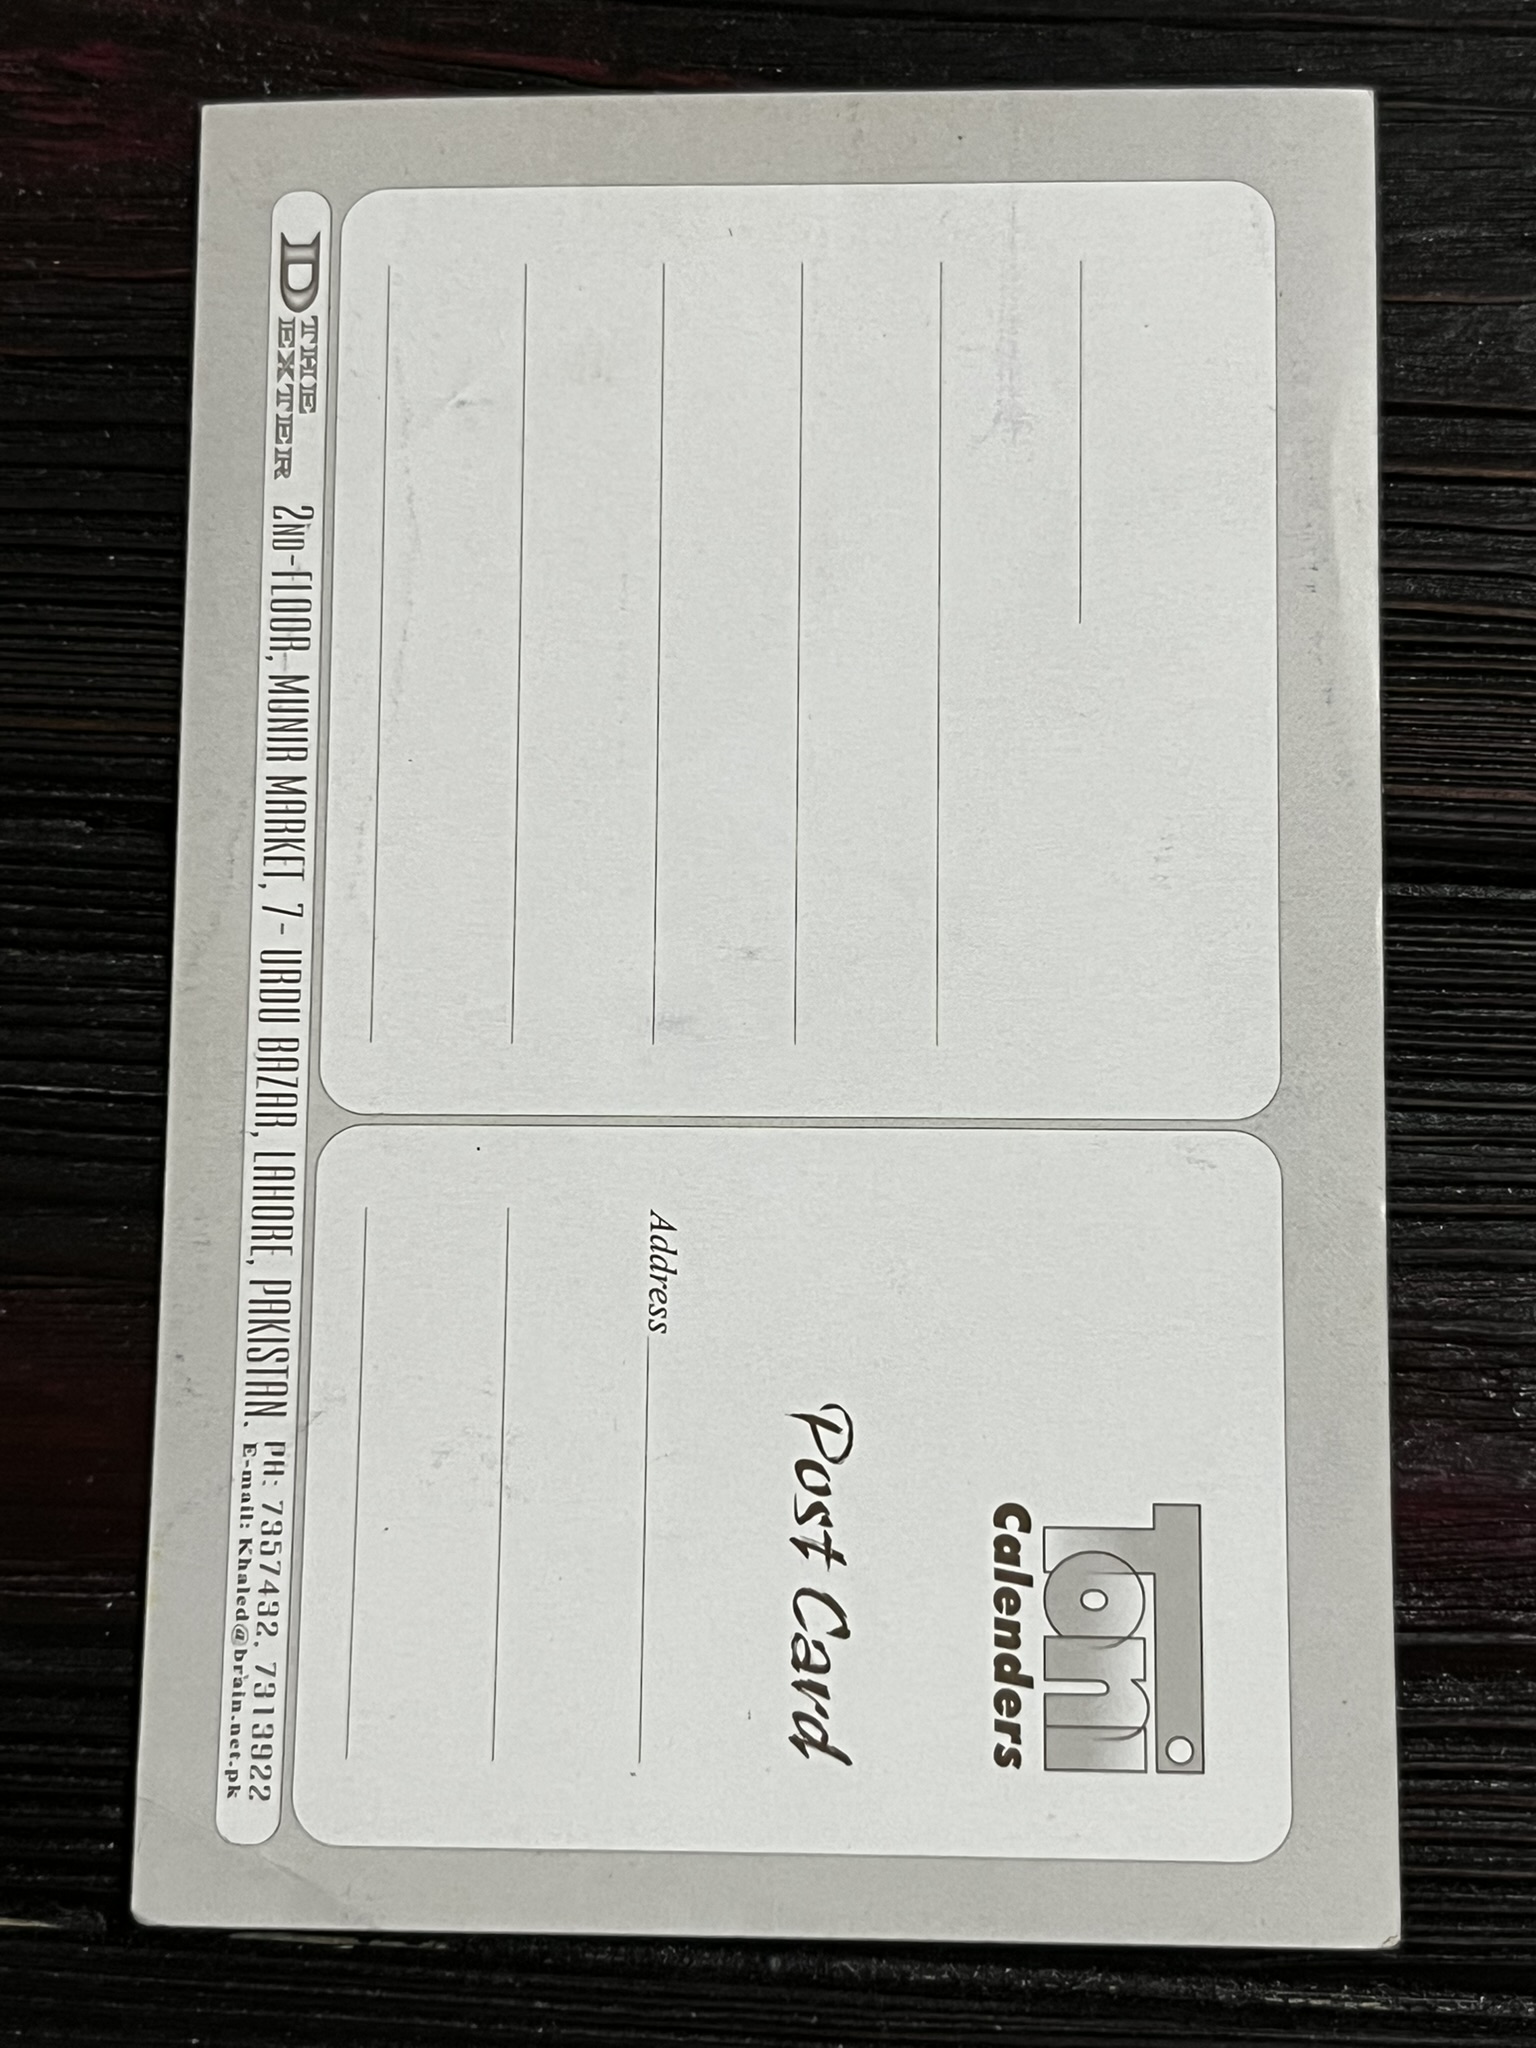 Toni
Calenders
Post Card
Address
THE DEXTER 2ND-FLOOR, MUNIR MARKET, 7- URDU BAZAR, LAHORE, PAKISTAN. PH: 7357432, 7313922
E-mail: Khaled@brain.net.pk